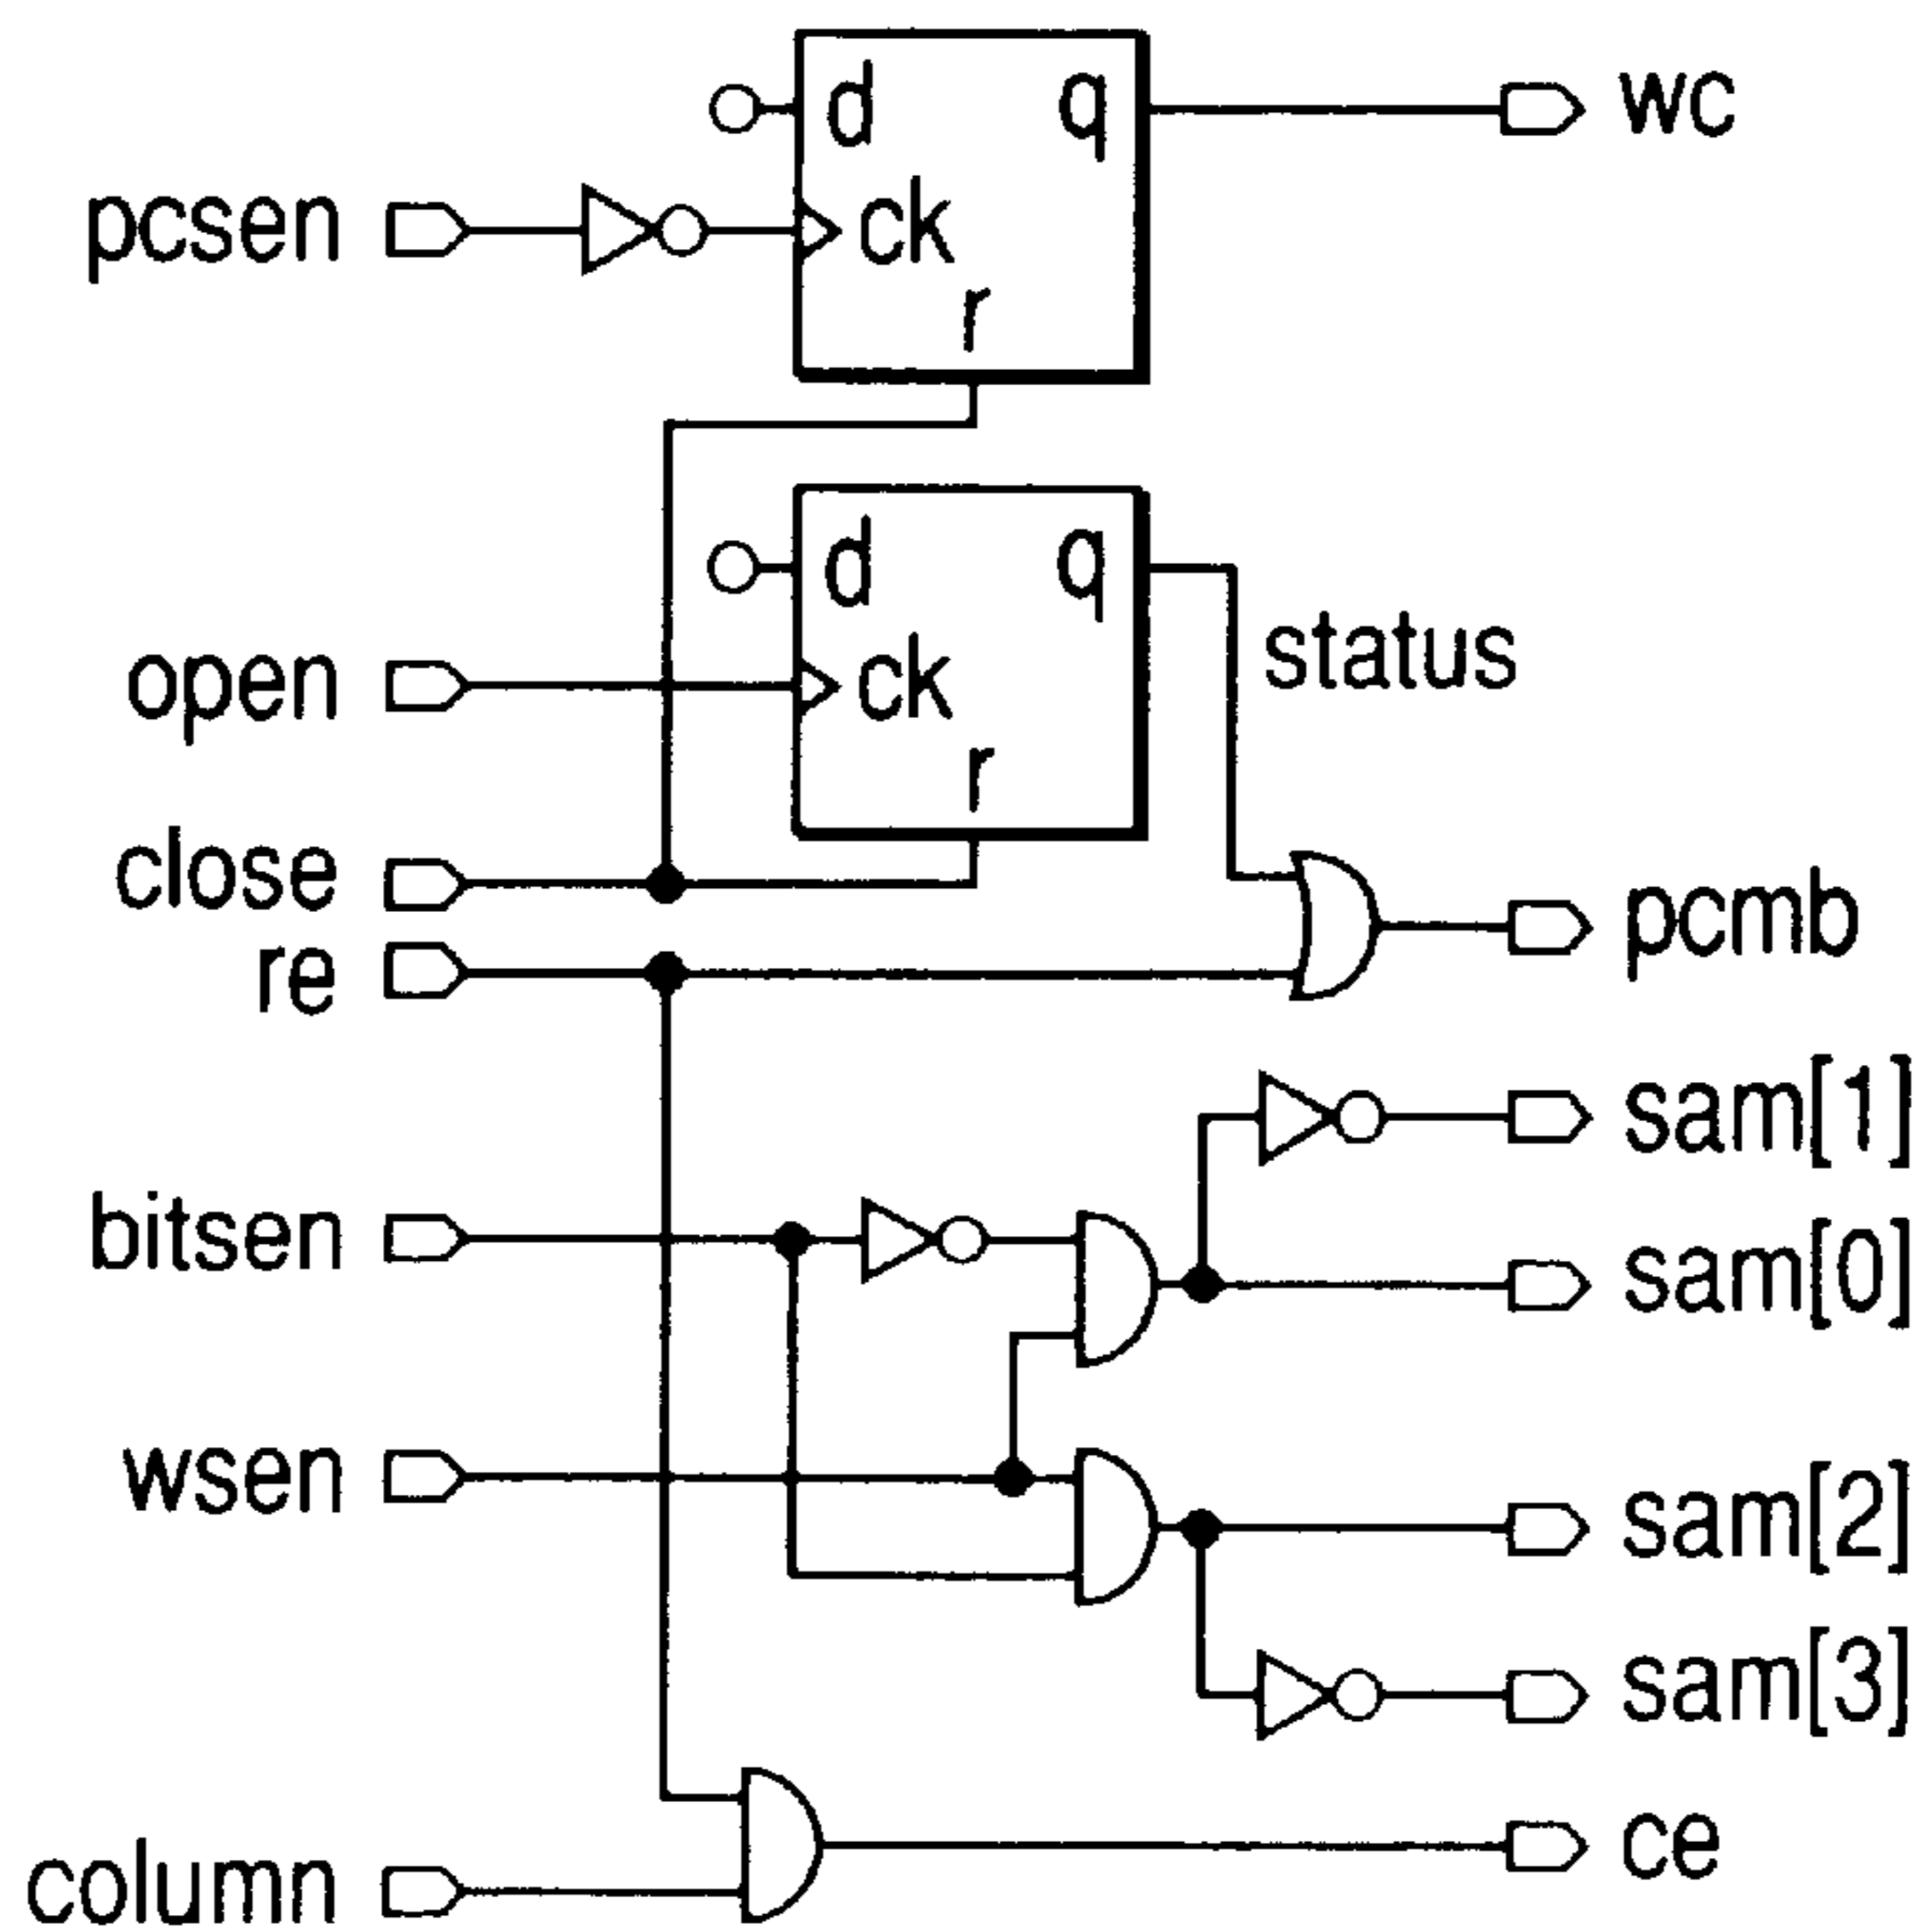 d q wc
pcsen ck
r
d q
open ck status
r
close
re pcmb
sam[1]
bitsen sam[0]
wsen sam[2]
sam[3]
column ce